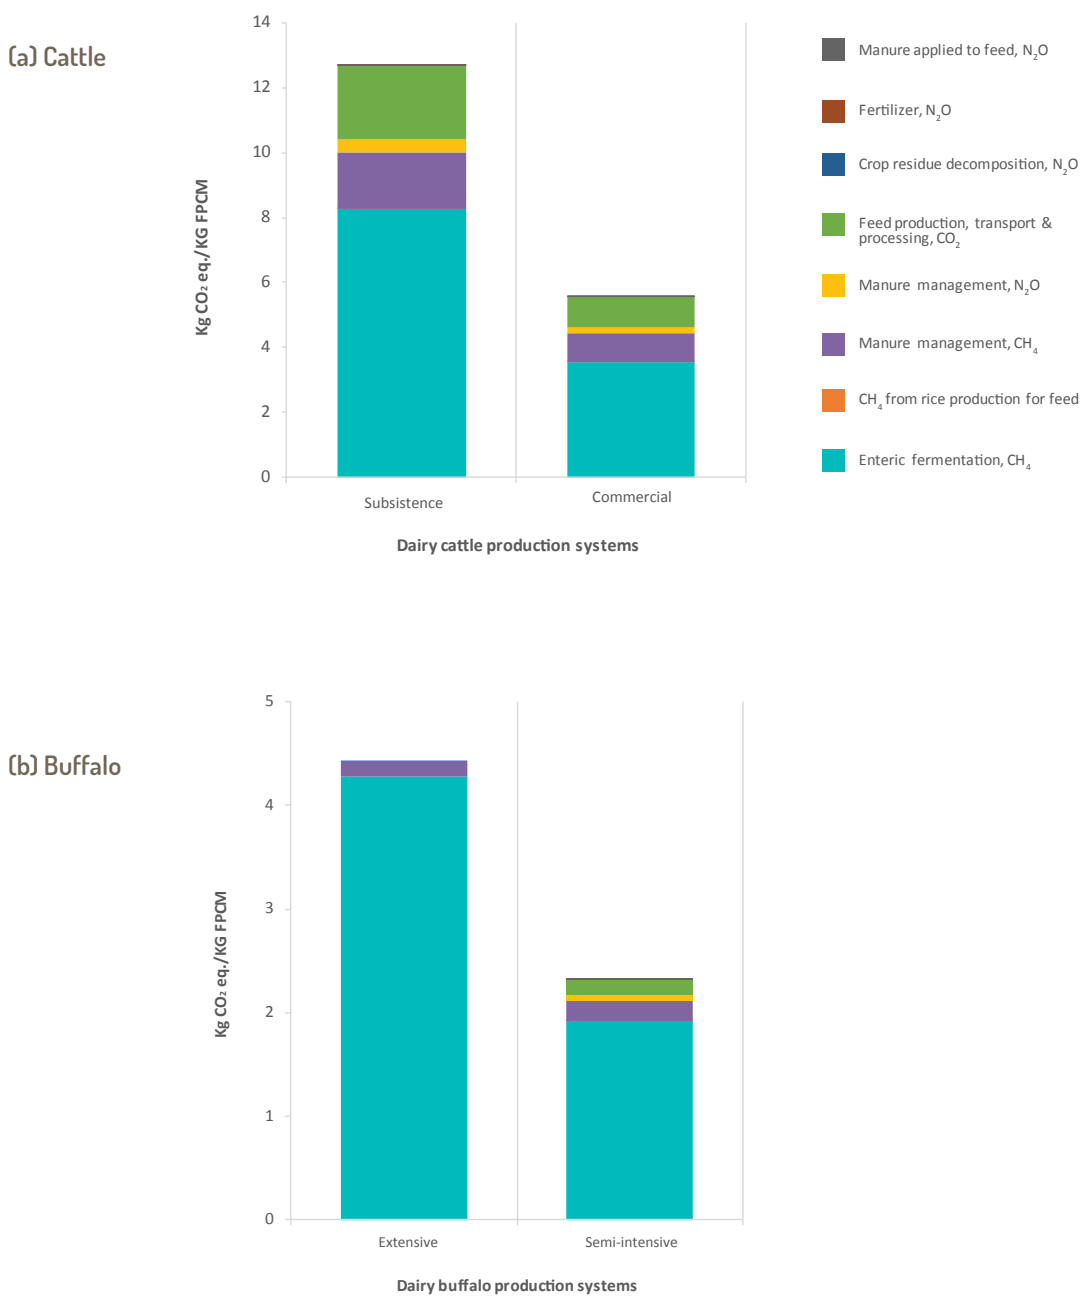 (a) Cattle
14
12
10
8
6
4
2
0
Kg CO₂ eq./KG FPCM
Subsistence
Commercial
Dairy cattle production systems
Manure applied to feed, N₂O
Fertilizer, N₂O
Crop residue decomposition, N₂O
Feed production, transport &
processing, CO₂
Manure management, N₂O
Manure management, CH₄
CH₄ from rice production for feed
Enteric fermentation, CH₄
(b) Buffalo
5
4
3
2
1
0
Kg CO₂ eq./KG FPCM
Extensive
Semi-intensive
Dairy buffalo production systems